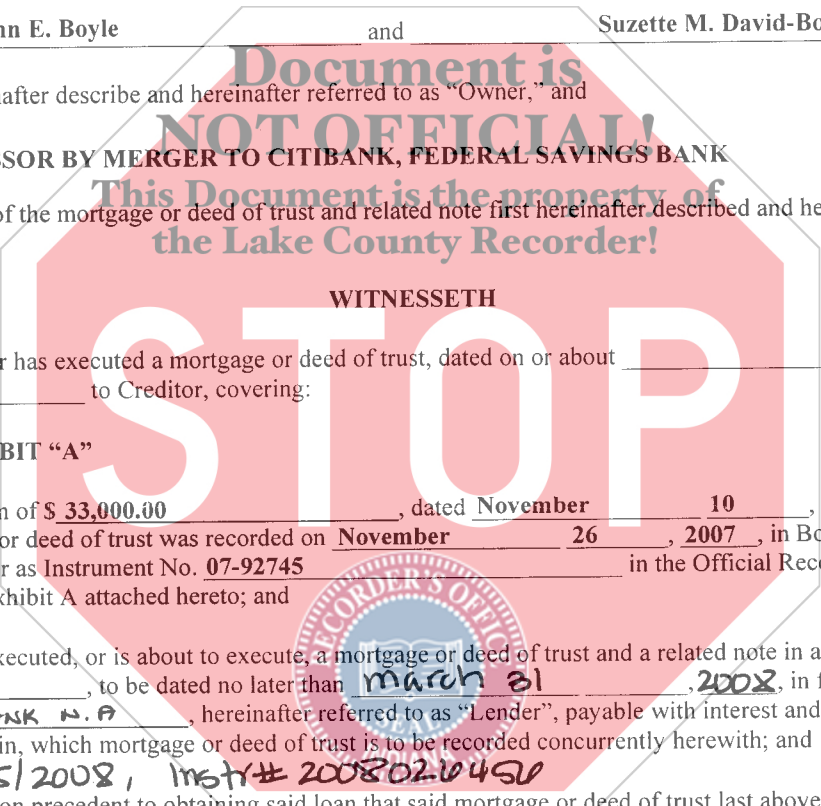 nn E. Boyle and Suzette M. David-Bo
Document is
nafter describe and hereinafter referred to as “Owner,” and
NOT OFFICIAL!
SSOR BY MERGER TO CITIBANK, FEDERAL SAVINGS BANK
This Document is the property of
of the mortgage or deed of trust and related note first hereinafter described and he
the Lake County Recorder!
WITNESSETH
r has executed a mortgage or deed of trust, dated on or about
to Creditor, covering:
STOP
BIT “A”
n of $ 33,000.00 , dated November 10 ,
or deed of trust was recorded on November 26 , 2007 , in Bo
r as Instrument No. 07-92745 in the Official Reco
xhibit A attached hereto; and
RECORDER'S OFFICE
xecuted, or is about to execute, a mortgage or deed of trust and a related note in a
, to be dated no later than march 31 , 2008, in f
NK N.A , hereinafter referred to as “Lender”, payable with interest and
SEAL
in, which mortgage or deed of trust is to be recorded concurrently herewith; and
5/2008, Instr# 2008026456
on precedent to obtaining said loan that said mortgage or deed of trust last above